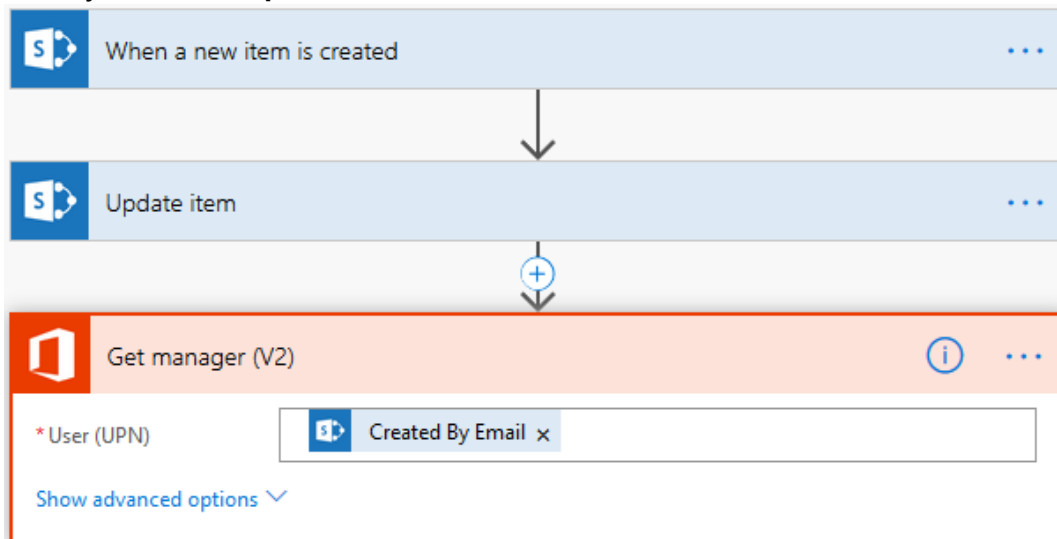 When a new item is created
Update item
Get manager (V2)
* User (UPN)
Created By Email ×
Show advanced options